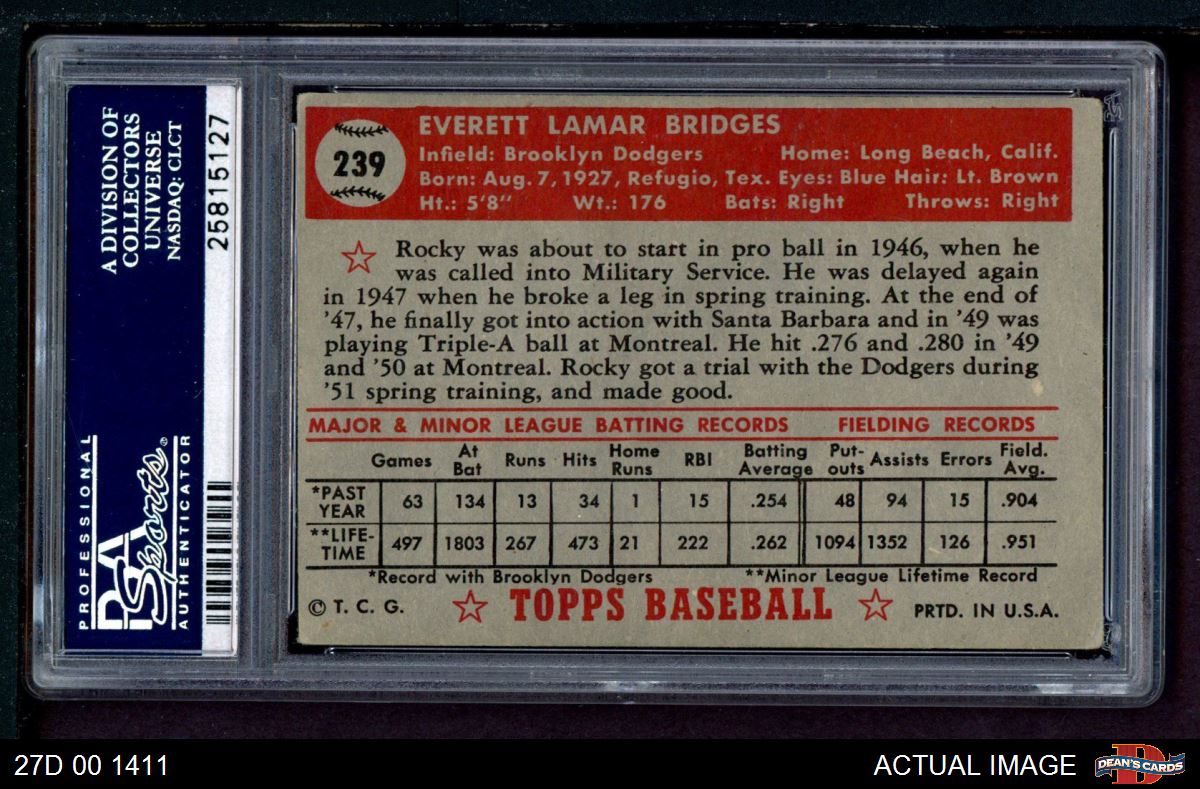 A DIVISION OF
COLLECTORS
UNIVERSE
NASDAQ: CLCT
25815127
PROFESSIONAL
PSA
Sports®
AUTHENTICATOR
239
EVERETT LAMAR BRIDGES
Infield: Brooklyn Dodgers Home: Long Beach, Calif.
Born: Aug. 7, 1927, Refugio, Tex. Eyes: Blue Hair: Lt. Brown
Ht.: 5'8" Wt.: 176 Bats: Right Throws: Right
Rocky was about to start in pro ball in 1946, when he
was called into Military Service. He was delayed again
in 1947 when he broke a leg in spring training. At the end of
'47, he finally got into action with Santa Barbara and in '49 was
playing Triple-A ball at Montreal. He hit .276 and .280 in '49
and '50 at Montreal. Rocky got a trial with the Dodgers during
'51 spring training, and made good.
MAJOR & MINOR LEAGUE BATTING RECORDS FIELDING RECORDS
Games At Bat Runs Hits Home Runs RBI Batting Average Put-outs Assists Errors Field. Avg.
*PAST YEAR 63 134 13 34 1 15 .254 48 94 15 .904
**LIFE-TIME 497 1803 267 473 21 222 .262 1094 1352 126 .951
*Record with Brooklyn Dodgers **Minor League Lifetime Record
© T. C. G. TOPPS BASEBALL PRTD. IN U.S.A.
27D 00 1411 ACTUAL IMAGE D DEAN'S CARDS